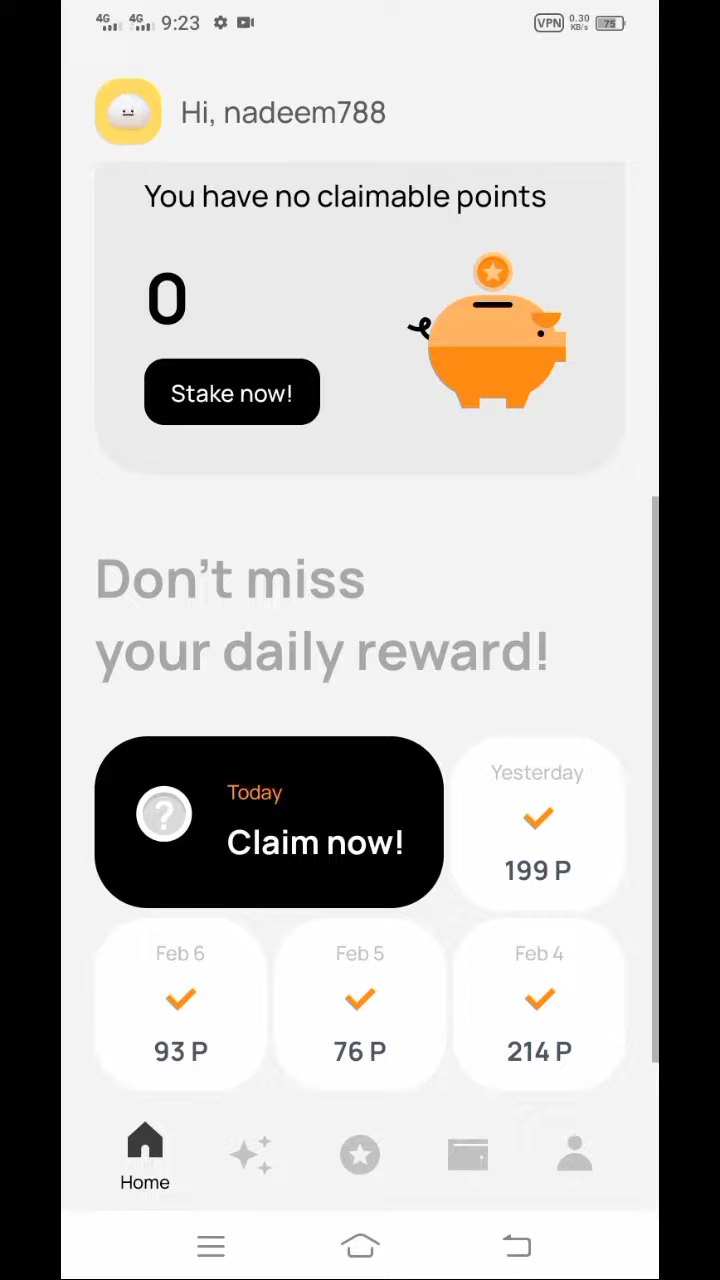 4G 4G 9:23 VPN 0.30 KB/s 75
Hi, nadeem788
You have no claimable points
0
Stake now!
Don't miss
your daily reward!
Today
Claim now!
Yesterday
199 P
Feb 6
93 P
Feb 5
76 P
Feb 4
214 P
Home